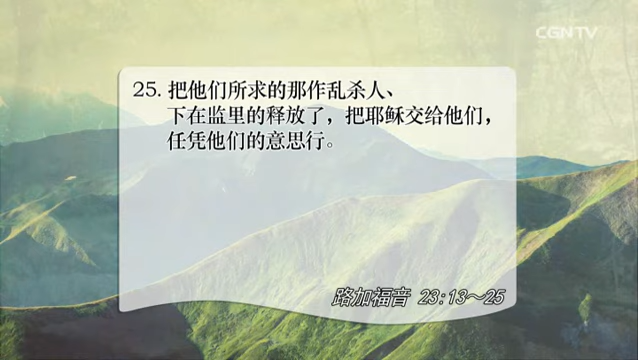 CGNTV
25. 把他们所求的那作乱杀人、
下在监里的释放了，把耶稣交给他们，
任凭他们的意思行。
路加福音 23:13～25